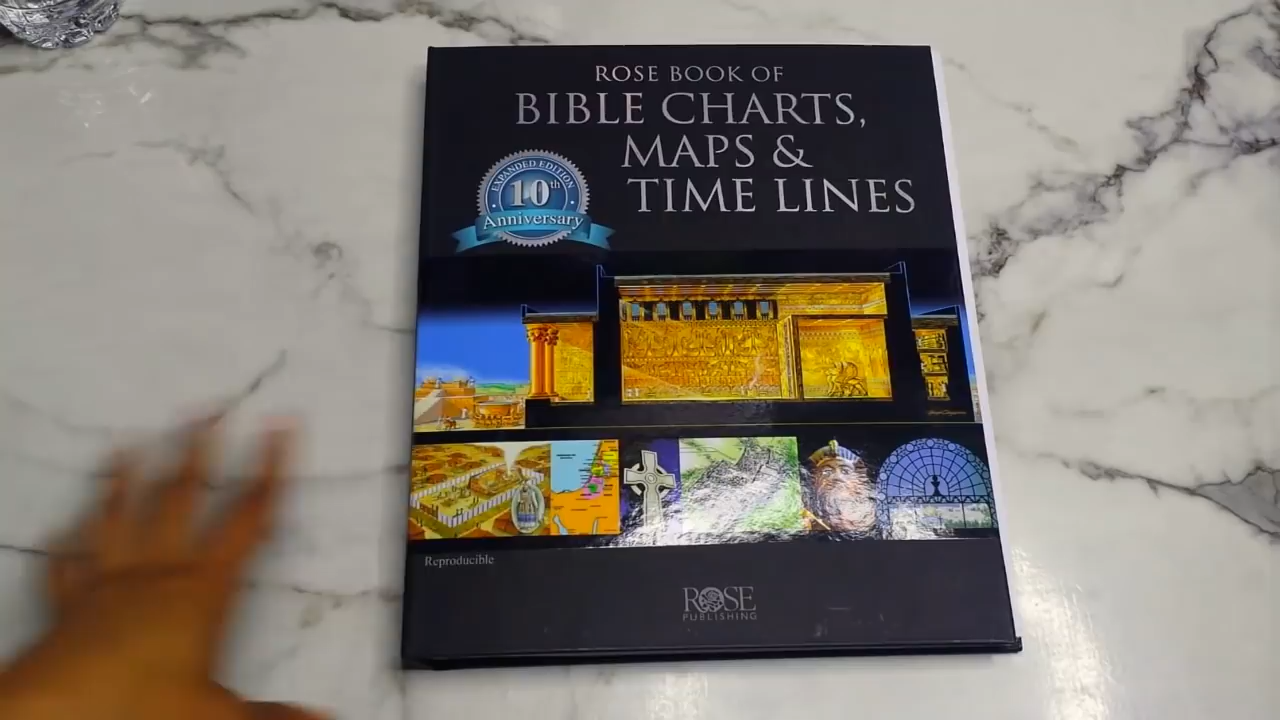 ROSE BOOK OF
BIBLE CHARTS,
MAPS &
TIME LINES
EXPANDED EDITION
10th
Anniversary
Reproducible
ROSE
PUBLISHING